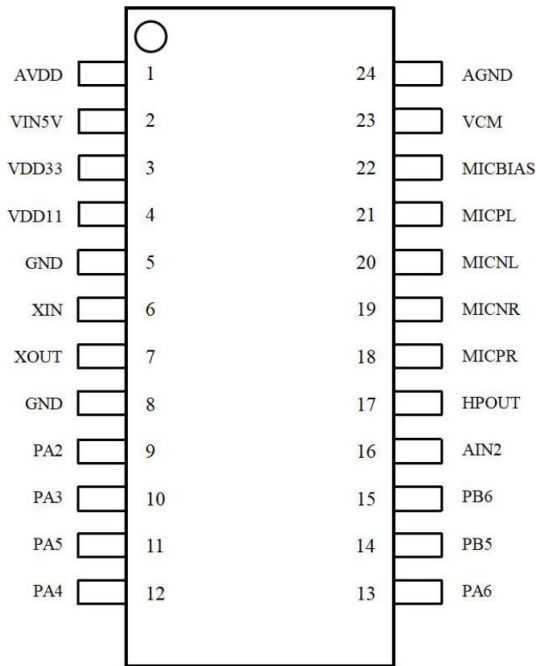 AVDD 1 24 AGND
VIN5V 2 23 VCM
VDD33 3 22 MICBIAS
VDD11 4 21 MICPL
GND 5 20 MICNL
XIN 6 19 MICNR
XOUT 7 18 MICPR
GND 8 17 HPOUT
PA2 9 16 AIN2
PA3 10 15 PB6
PA5 11 14 PB5
PA4 12 13 PA6